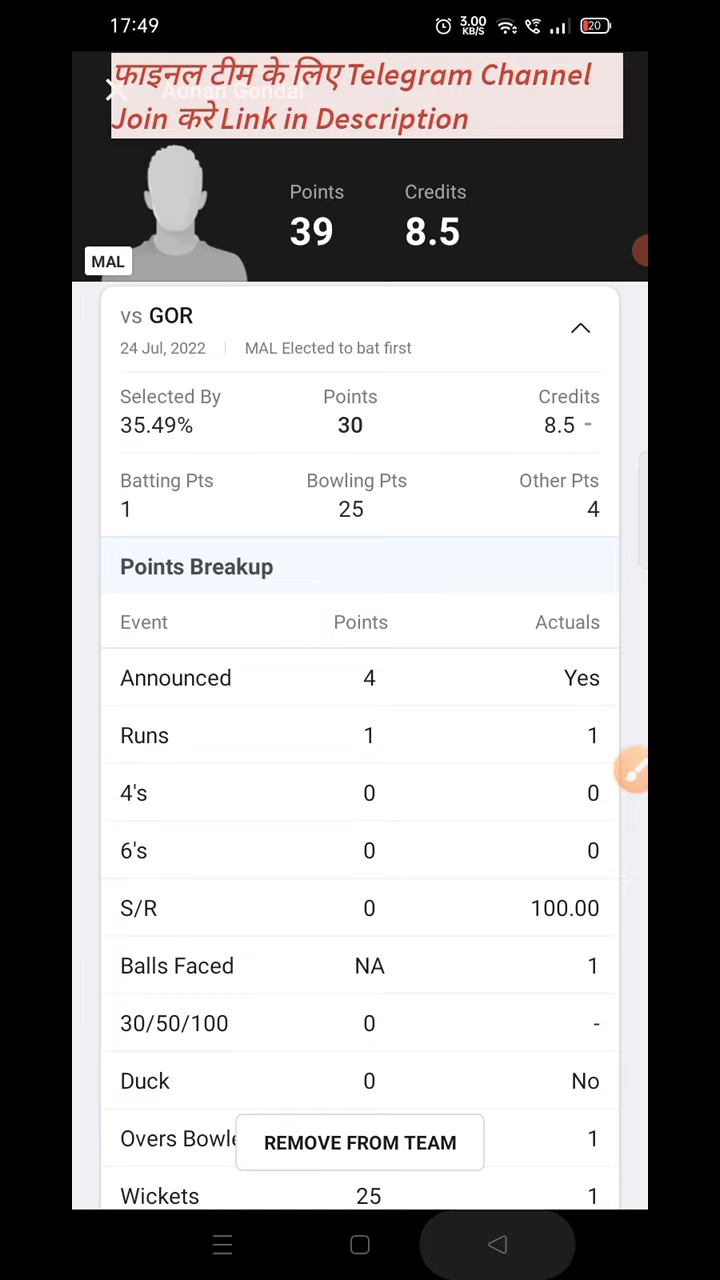 17:49
3.00
KB/S
20
फाइनल टीम के लिए Telegram Channel
Join करे Link in Description
Adnan Gondal
Points Credits
39 8.5
MAL
vs GOR
24 Jul, 2022 MAL Elected to bat first
Selected By Points Credits
35.49% 30 8.5 -
Batting Pts Bowling Pts Other Pts
1 25 4
Points Breakup
Event Points Actuals
Announced 4 Yes
Runs 1 1
4's 0 0
6's 0 0
S/R 0 100.00
Balls Faced NA 1
30/50/100 0 -
Duck 0 No
Overs Bowle 1
REMOVE FROM TEAM
Wickets 25 1